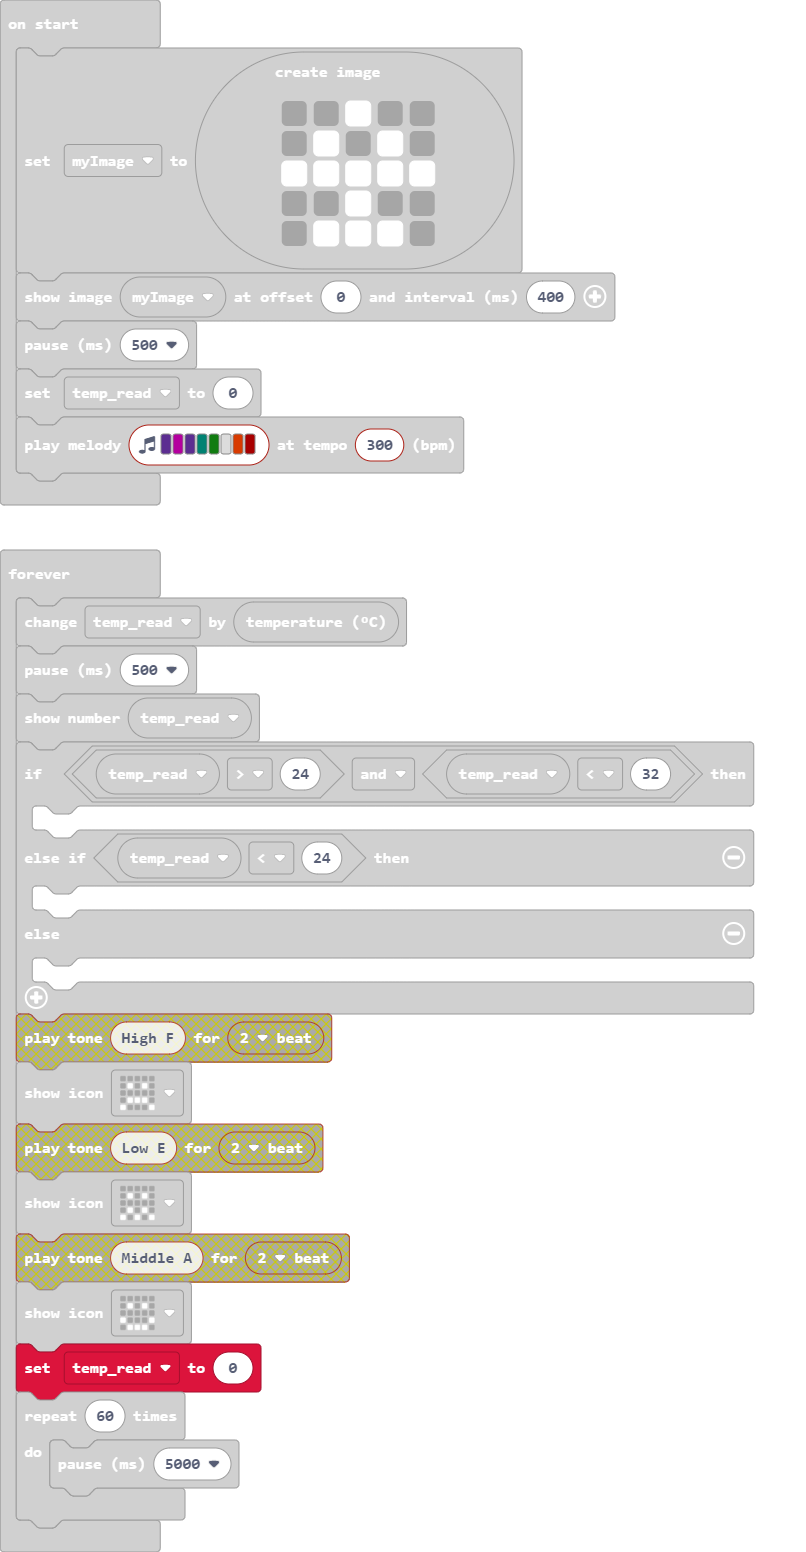 on start
create image
set myImage to
show image myImage at offset 0 and interval (ms) 400
pause (ms) 500
set temp_read to 0
play melody at tempo 300 (bpm)
forever
change temp_read by temperature (ºC)
pause (ms) 500
show number temp_read
if temp_read > 24 and temp_read < 32 then
else if temp_read < 24 then
else
play tone High F for 2 beat
show icon
play tone Low E for 2 beat
show icon
play tone Middle A for 2 beat
show icon
set temp_read to 0
repeat 60 times
do pause (ms) 5000